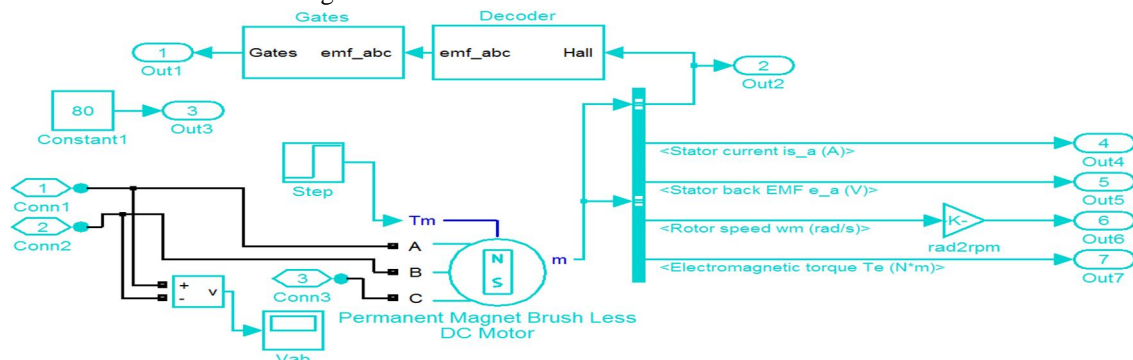 Gates
Decoder
1
Out1
Gates
emf_abc
emf_abc
Hall
2
Out2
80
Constant1
3
Out3
Step
<Stator current is_a (A)>
4
Out4
1
Conn1
<Stator back EMF e_a (V)>
5
Out5
2
Conn2
Tm
<Rotor speed wm (rad/s)>
-K-
rad2rpm
6
Out6
A
B
C
N
S
m
<Electromagnetic torque Te (N*m)>
7
Out7
3
Conn3
+
-
v
Permanent Magnet Brush Less
DC Motor
Vab